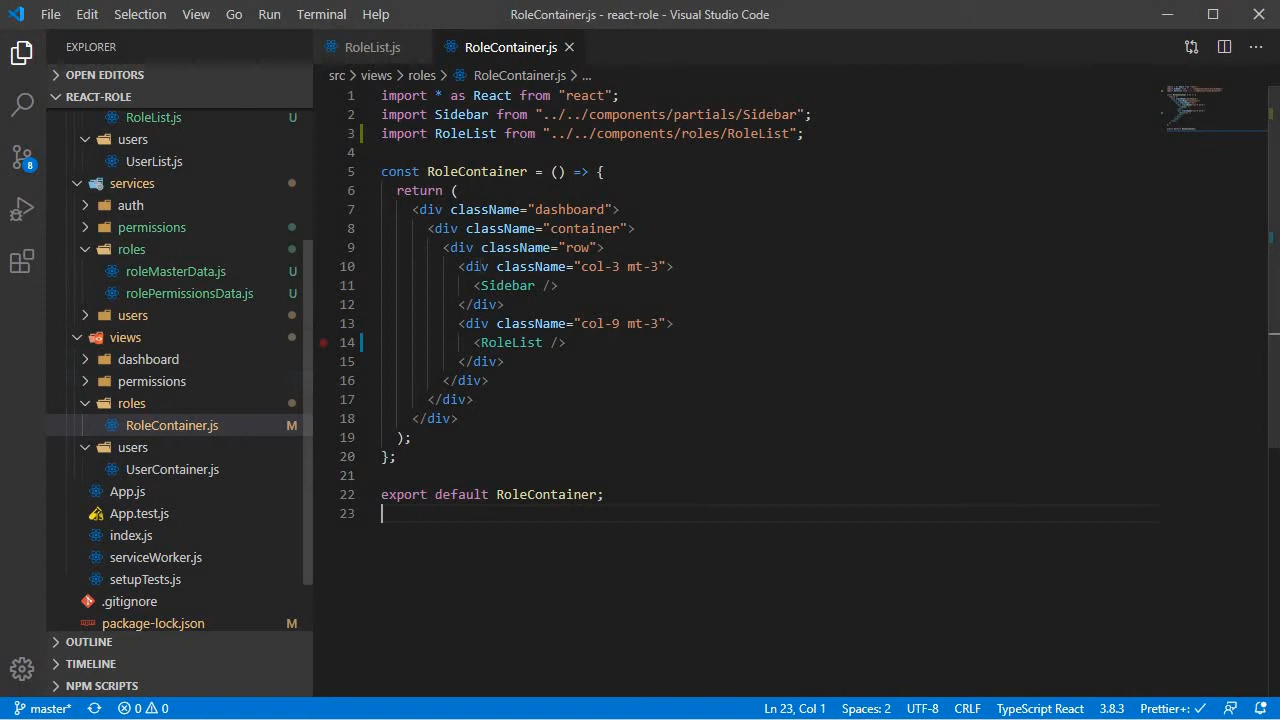 File Edit Selection View Go Run Terminal Help RoleContainer.js - react-role - Visual Studio Code
EXPLORER
OPEN EDITORS
REACT-ROLE
RoleList.js U
users
UserList.js
services
auth
permissions
roles
roleMasterData.js U
rolePermissionsData.js U
users
views
dashboard
permissions
roles
RoleContainer.js M
users
UserContainer.js
App.js
App.test.js
index.js
serviceWorker.js
setupTests.js
.gitignore
package-lock.json M
OUTLINE
TIMELINE
NPM SCRIPTS
8
RoleList.js RoleContainer.js
src > views > roles > RoleContainer.js > ...
1 import * as React from "react";
2 import Sidebar from "../../components/partials/Sidebar";
3 import RoleList from "../../components/roles/RoleList";
4
5 const RoleContainer = () => {
6 return (
7 <div className="dashboard">
8 <div className="container">
9 <div className="row">
10 <div className="col-3 mt-3">
11 <Sidebar />
12 </div>
13 <div className="col-9 mt-3">
14 <RoleList />
15 </div>
16 </div>
17 </div>
18 </div>
19 );
20 };
21
22 export default RoleContainer;
23
master* 0 0 Ln 23, Col 1 Spaces: 2 UTF-8 CRLF TypeScript React 3.8.3 Prettier+: ✓